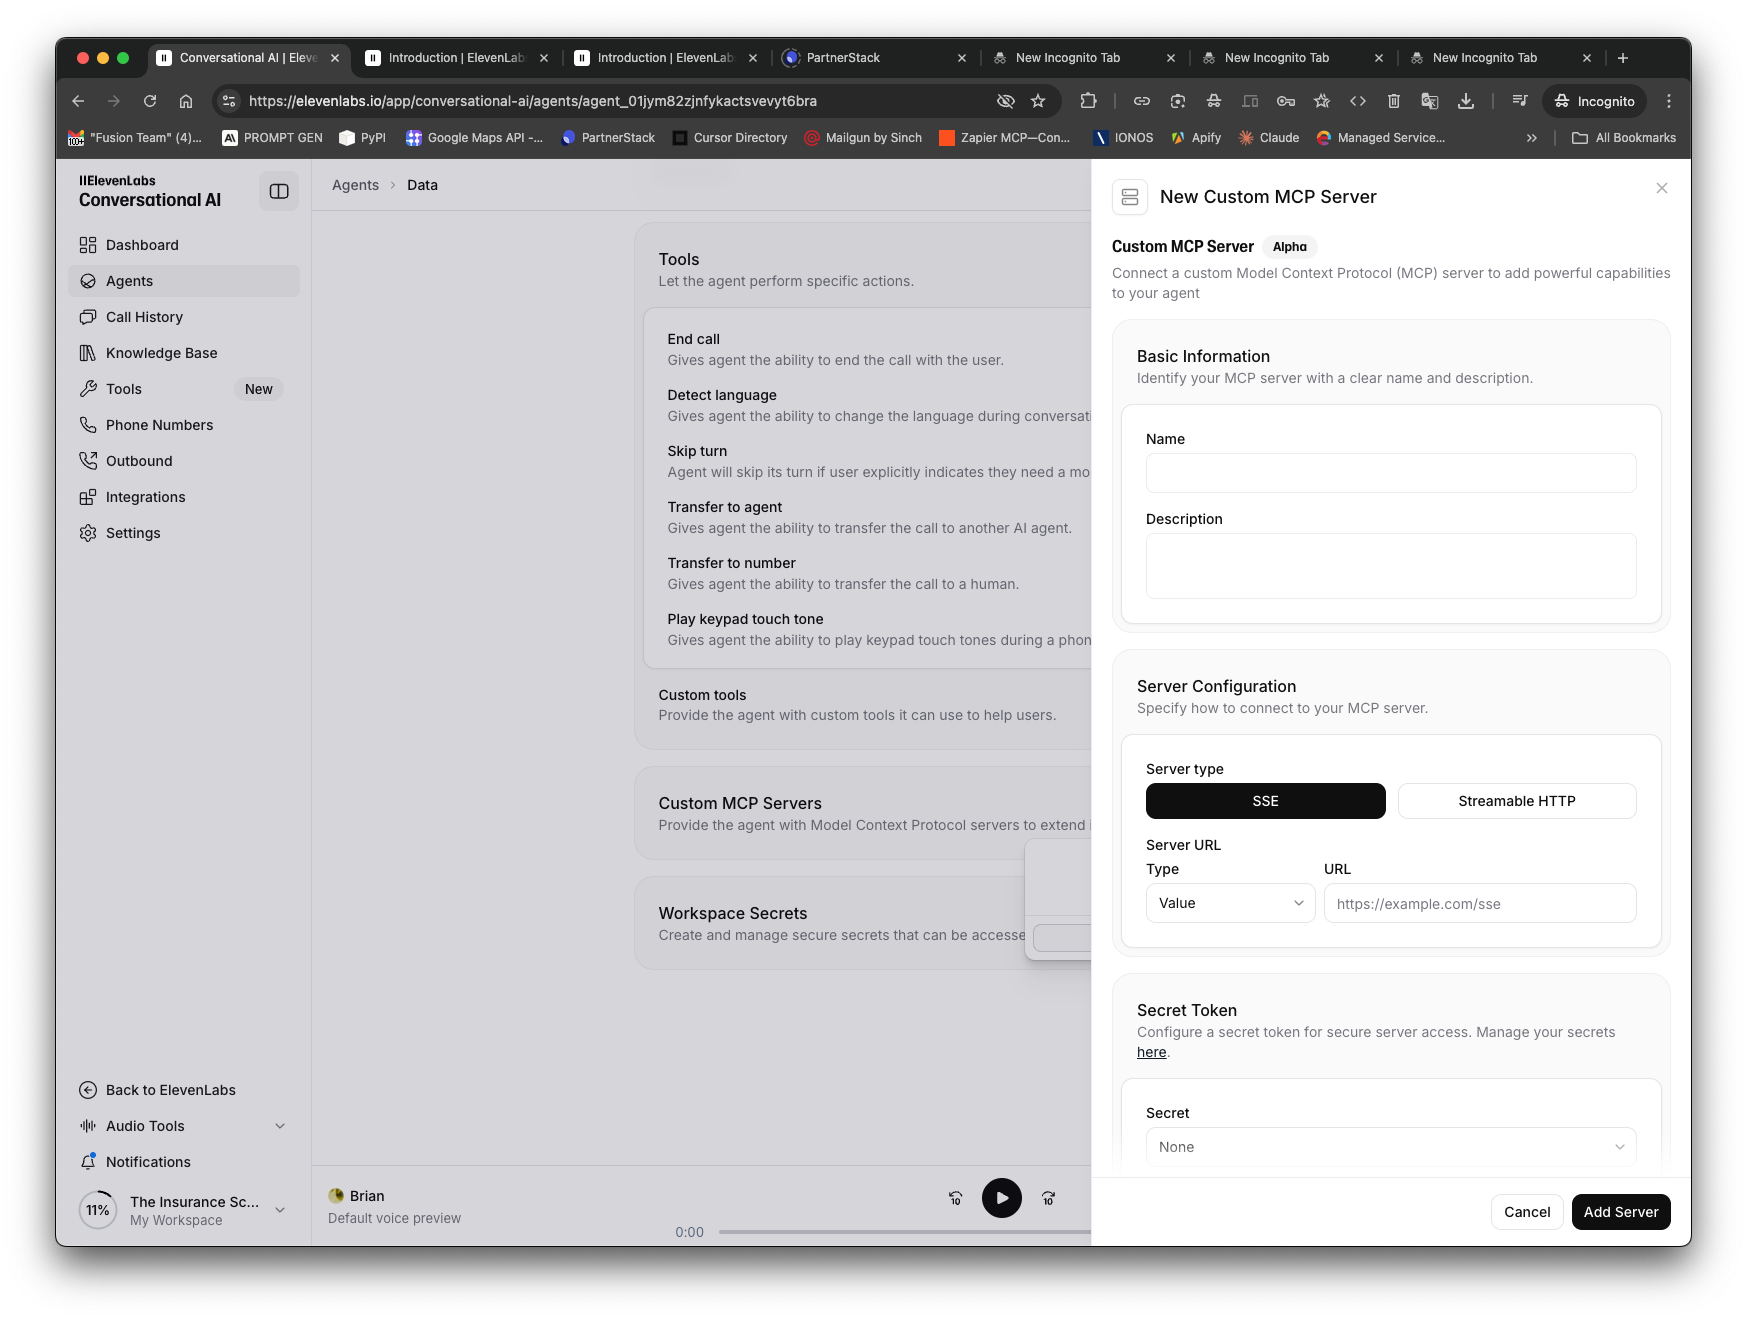 Conversational AI | Eleve
Introduction | ElevenLab
Introduction | ElevenLab
PartnerStack
New Incognito Tab
New Incognito Tab
New Incognito Tab
https://elevenlabs.io/app/conversational-ai/agents/agent_01jym82zjnfykactsvevyt6bra
Incognito
100+
"Fusion Team" (4)...
PROMPT GEN
PyPI
Google Maps API -...
PartnerStack
Cursor Directory
Mailgun by Sinch
Zapier MCP—Con...
IONOS
Apify
Claude
Managed Service...
All Bookmarks
IIElevenLabs
Conversational AI
Dashboard
Agents
Call History
Knowledge Base
Tools New
Phone Numbers
Outbound
Integrations
Settings
Back to ElevenLabs
Audio Tools
Notifications
11%
The Insurance Sc...
My Workspace
Agents > Data
Tools
Let the agent perform specific actions.
End call
Gives agent the ability to end the call with the user.
Detect language
Gives agent the ability to change the language during conversati
Skip turn
Agent will skip its turn if user explicitly indicates they need a mo
Transfer to agent
Gives agent the ability to transfer the call to another AI agent.
Transfer to number
Gives agent the ability to transfer the call to a human.
Play keypad touch tone
Gives agent the ability to play keypad touch tones during a phon
Custom tools
Provide the agent with custom tools it can use to help users.
Custom MCP Servers
Provide the agent with Model Context Protocol servers to extend i
Workspace Secrets
Create and manage secure secrets that can be accesse
Brian
Default voice preview
10
10
0:00
New Custom MCP Server
Custom MCP Server Alpha
Connect a custom Model Context Protocol (MCP) server to add powerful capabilities
to your agent
Basic Information
Identify your MCP server with a clear name and description.
Name
Description
Server Configuration
Specify how to connect to your MCP server.
Server type
SSE
Streamable HTTP
Server URL
Type
URL
Value
https://example.com/sse
Secret Token
Configure a secret token for secure server access. Manage your secrets
here.
Secret
None
Cancel
Add Server